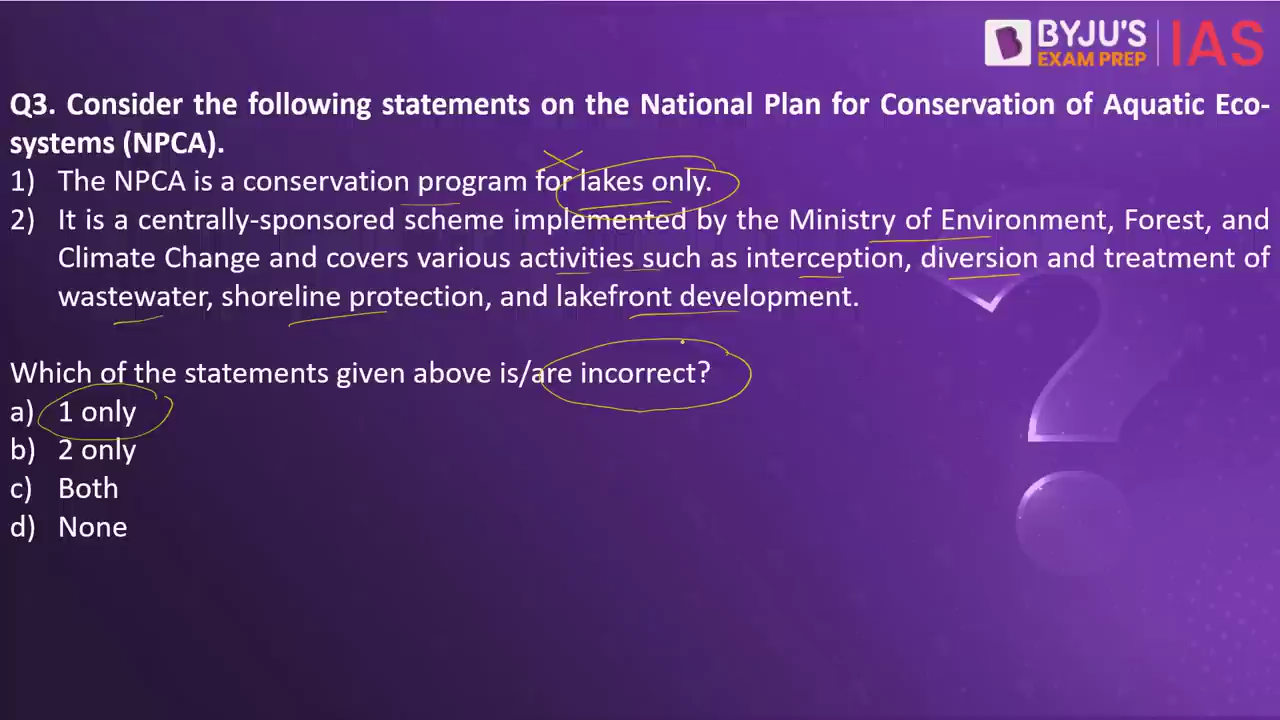 BYJU'S
EXAM PREP
IAS
Q3. Consider the following statements on the National Plan for Conservation of Aquatic Eco-
systems (NPCA).
1) The NPCA is a conservation program for lakes only.
2) It is a centrally-sponsored scheme implemented by the Ministry of Environment, Forest, and
Climate Change and covers various activities such as interception, diversion and treatment of
wastewater, shoreline protection, and lakefront development.
Which of the statements given above is/are incorrect?
a) 1 only
b) 2 only
c) Both
d) None